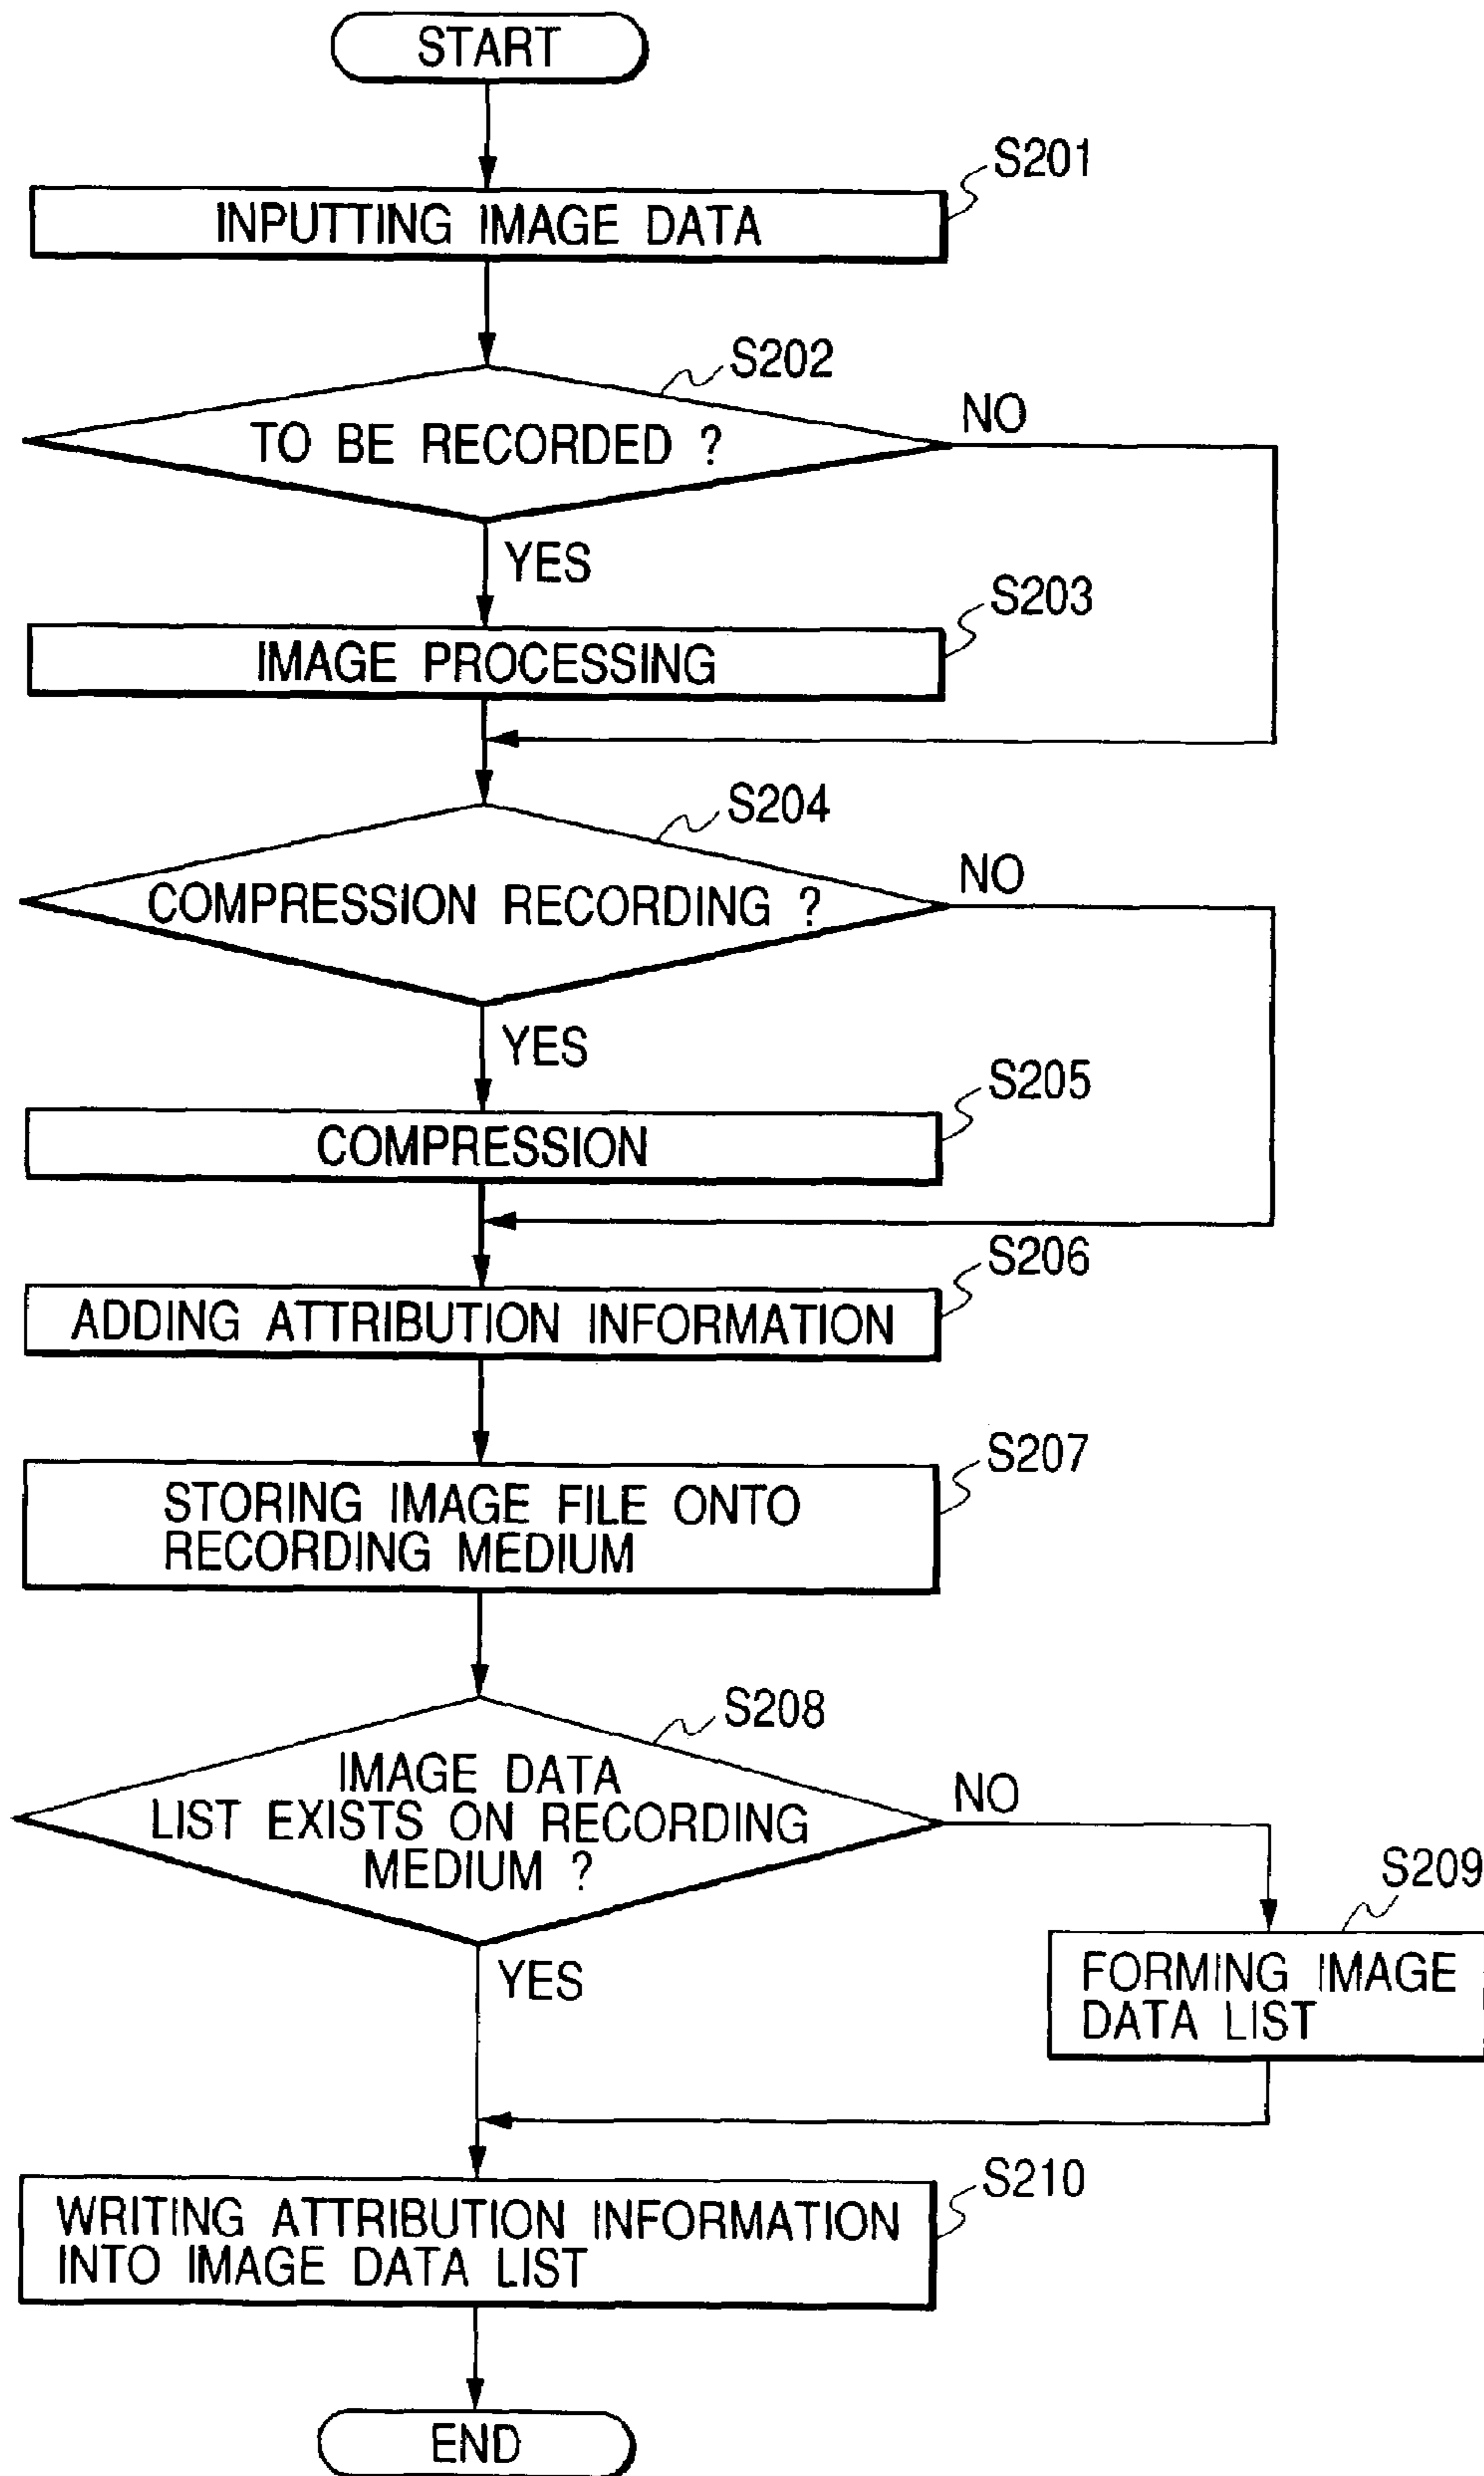 START
S201
INPUTTING IMAGE DATA
S202
TO BE RECORDED ?
NO
YES
S203
IMAGE PROCESSING
S204
COMPRESSION RECORDING ?
NO
YES
S205
COMPRESSION
S206
ADDING ATTRIBUTION INFORMATION
S207
STORING IMAGE FILE ONTO
RECORDING MEDIUM
S208
IMAGE DATA
LIST EXISTS ON RECORDING
MEDIUM ?
NO
YES
S209
FORMING IMAGE
DATA LIST
S210
WRITING ATTRIBUTION INFORMATION
INTO IMAGE DATA LIST
END